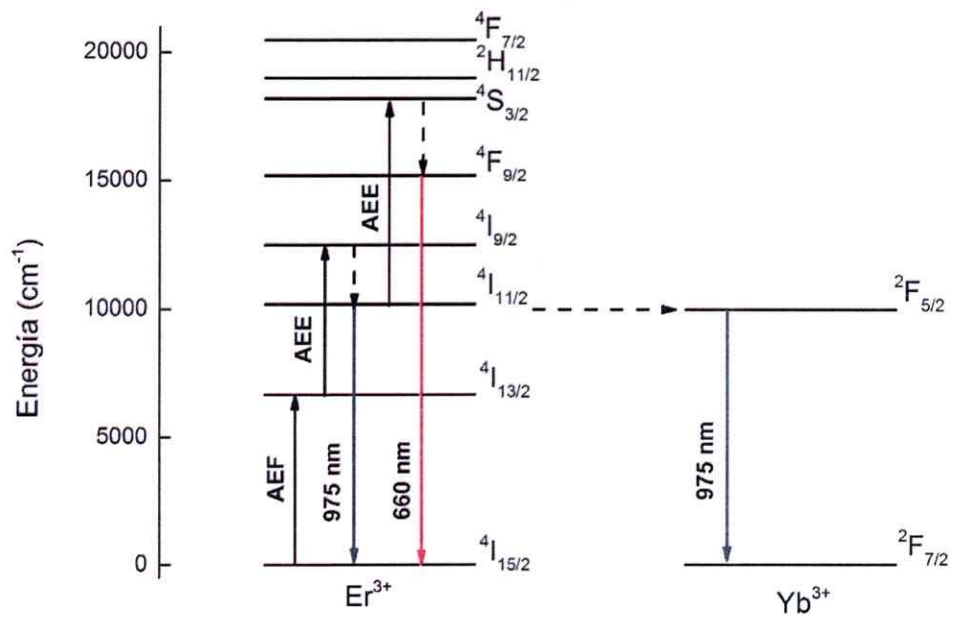 Energía (cm⁻¹)
20000
15000
10000
5000
0
⁴F₇/₂
²H₁₁/₂
⁴S₃/₂
⁴F₉/₂
⁴I₉/₂
⁴I₁₁/₂
⁴I₁₃/₂
⁴I₁₅/₂
AEE
AEE
AEF
975 nm
660 nm
Er³⁺
²F₅/₂
975 nm
²F₇/₂
Yb³⁺